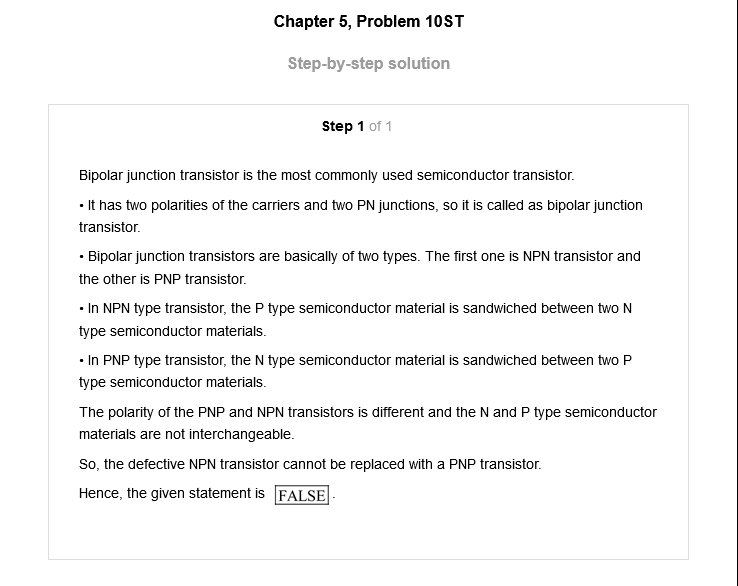 Chapter 5, Problem 10ST
Step-by-step solution
Step 1 of 1
Bipolar junction transistor is the most commonly used semiconductor transistor.
• It has two polarities of the carriers and two PN junctions, so it is called as bipolar junction
transistor.
• Bipolar junction transistors are basically of two types. The first one is NPN transistor and
the other is PNP transistor.
• In NPN type transistor, the P type semiconductor material is sandwiched between two N
type semiconductor materials.
• In PNP type transistor, the N type semiconductor material is sandwiched between two P
type semiconductor materials.
The polarity of the PNP and NPN transistors is different and the N and P type semiconductor
materials are not interchangeable.
So, the defective NPN transistor cannot be replaced with a PNP transistor.
Hence, the given statement is FALSE.